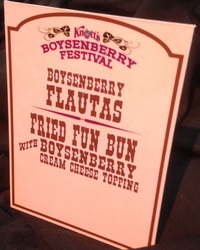 Knott's
BOYSENBERRY
FESTIVAL
BOYSENBERRY
FLAUTAS
FRIED FUN BUN
WITH BOYSENBERRY
CREAM CHEESE TOPPING